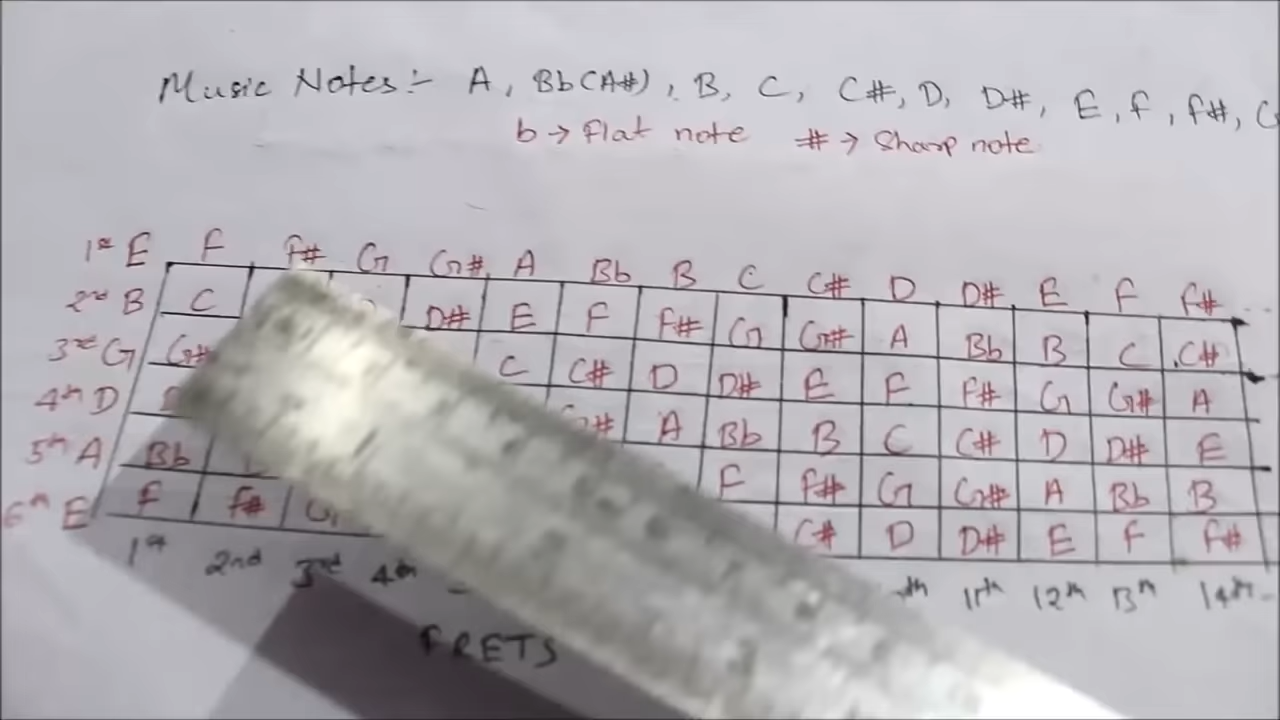 Music Notes:- A, Bb(A#), B, C, C#, D, D#, E, F, F#,
b → flat note # → Sharp note
1st E F F# G G# A Bb B C C# D D# E F F#
2nd B C D# E F F# G G# A Bb B C C#
3rd G G# C C# D D# E F F# G G# A
4th D A Bb B C C# D D# E
5th A Bb F F# G G# A Bb B
6th E F F# C# D D# E F F#
1st 2nd 3rd 4th 11th 12th 13th 14th
FRETS